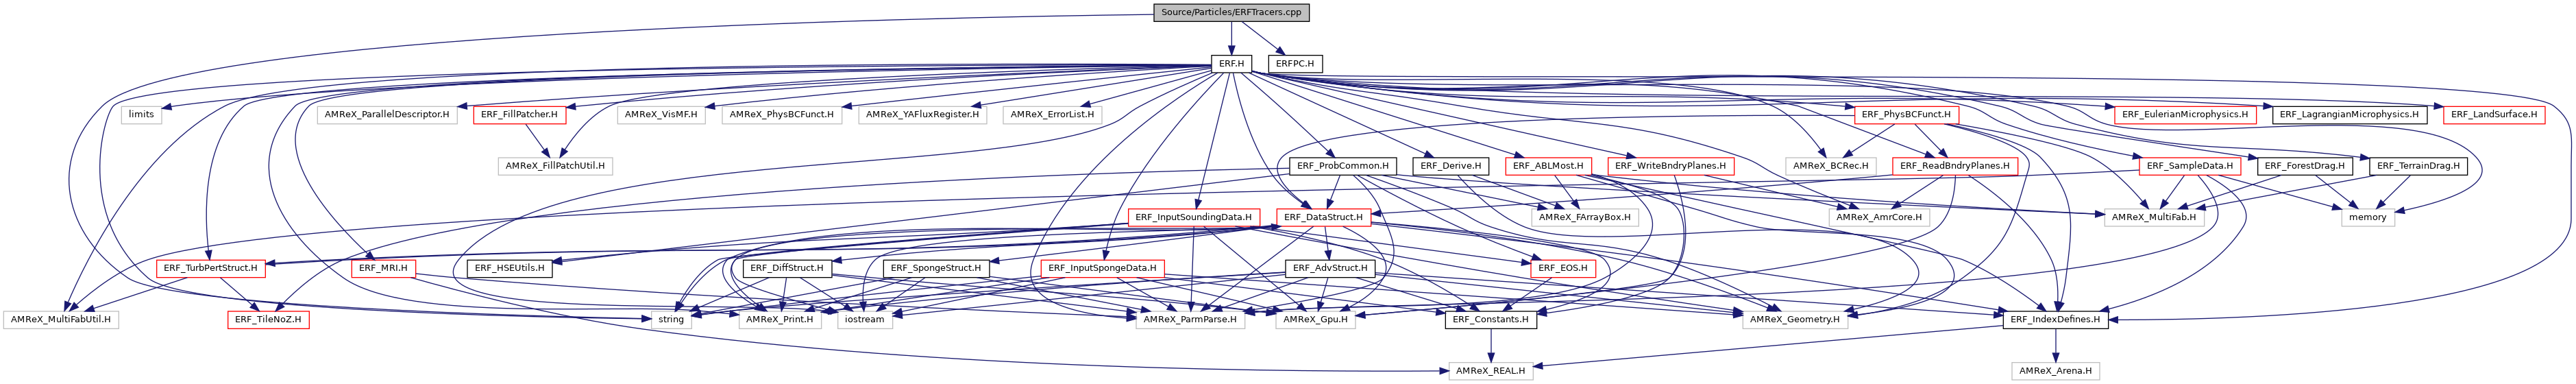 Source/Particles/ERFTracers.cpp
ERF.H
ERFPC.H
limits
AMReX_ParallelDescriptor.H
ERF_FillPatcher.H
AMReX_VisMF.H
AMReX_PhysBCFunct.H
AMReX_YAFluxRegister.H
AMReX_ErrorList.H
ERF_PhysBCFunct.H
ERF_EulerianMicrophysics.H
ERF_LagrangianMicrophysics.H
ERF_LandSurface.H
AMReX_FillPatchUtil.H
ERF_ProbCommon.H
ERF_Derive.H
ERF_ABLMost.H
ERF_WriteBndryPlanes.H
AMReX_BCRec.H
ERF_ReadBndryPlanes.H
ERF_SampleData.H
ERF_ForestDrag.H
ERF_TerrainDrag.H
ERF_InputSoundingData.H
ERF_DataStruct.H
AMReX_FArrayBox.H
AMReX_AmrCore.H
AMReX_MultiFab.H
memory
ERF_TurbPertStruct.H
ERF_MRI.H
ERF_HSEUtils.H
ERF_DiffStruct.H
ERF_SpongeStruct.H
ERF_InputSpongeData.H
ERF_AdvStruct.H
ERF_EOS.H
AMReX_MultiFabUtil.H
ERF_TileNoZ.H
string
AMReX_Print.H
iostream
AMReX_ParmParse.H
AMReX_Gpu.H
ERF_Constants.H
AMReX_Geometry.H
ERF_IndexDefines.H
AMReX_REAL.H
AMReX_Arena.H